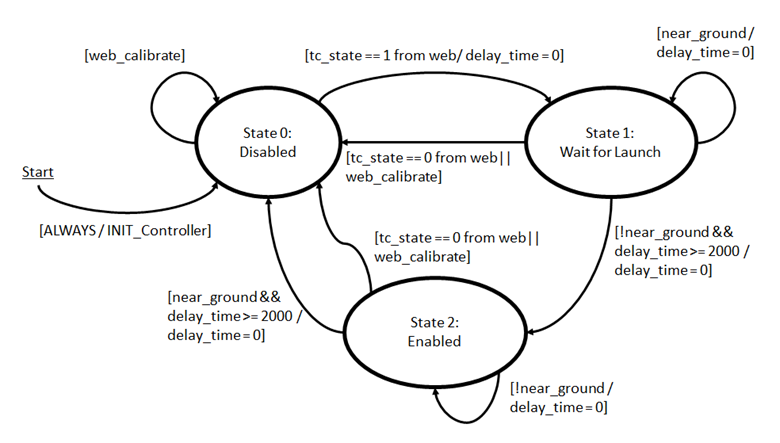 [web_calibrate]
[tc_state == 1 from web/ delay_time = 0]
[near_ground /
delay_time = 0]
State 0:
Disabled
State 1:
Wait for Launch
[tc_state == 0 from web||
web_calibrate]
Start
[ALWAYS / INIT_Controller]
[tc_state == 0 from web||
web_calibrate]
[!near_ground &&
delay_time>= 2000 /
delay_time = 0]
[near_ground &&
delay_time>= 2000 /
delay_time = 0]
State 2:
Enabled
[!near_ground /
delay_time = 0]